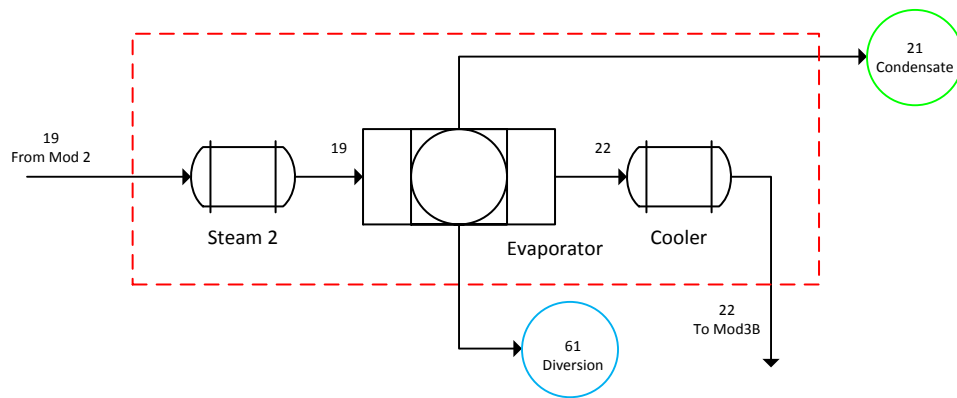 21
Condensate
19
From Mod 2
19
22
Steam 2
Evaporator
Cooler
22
To Mod3B
61
Diversion